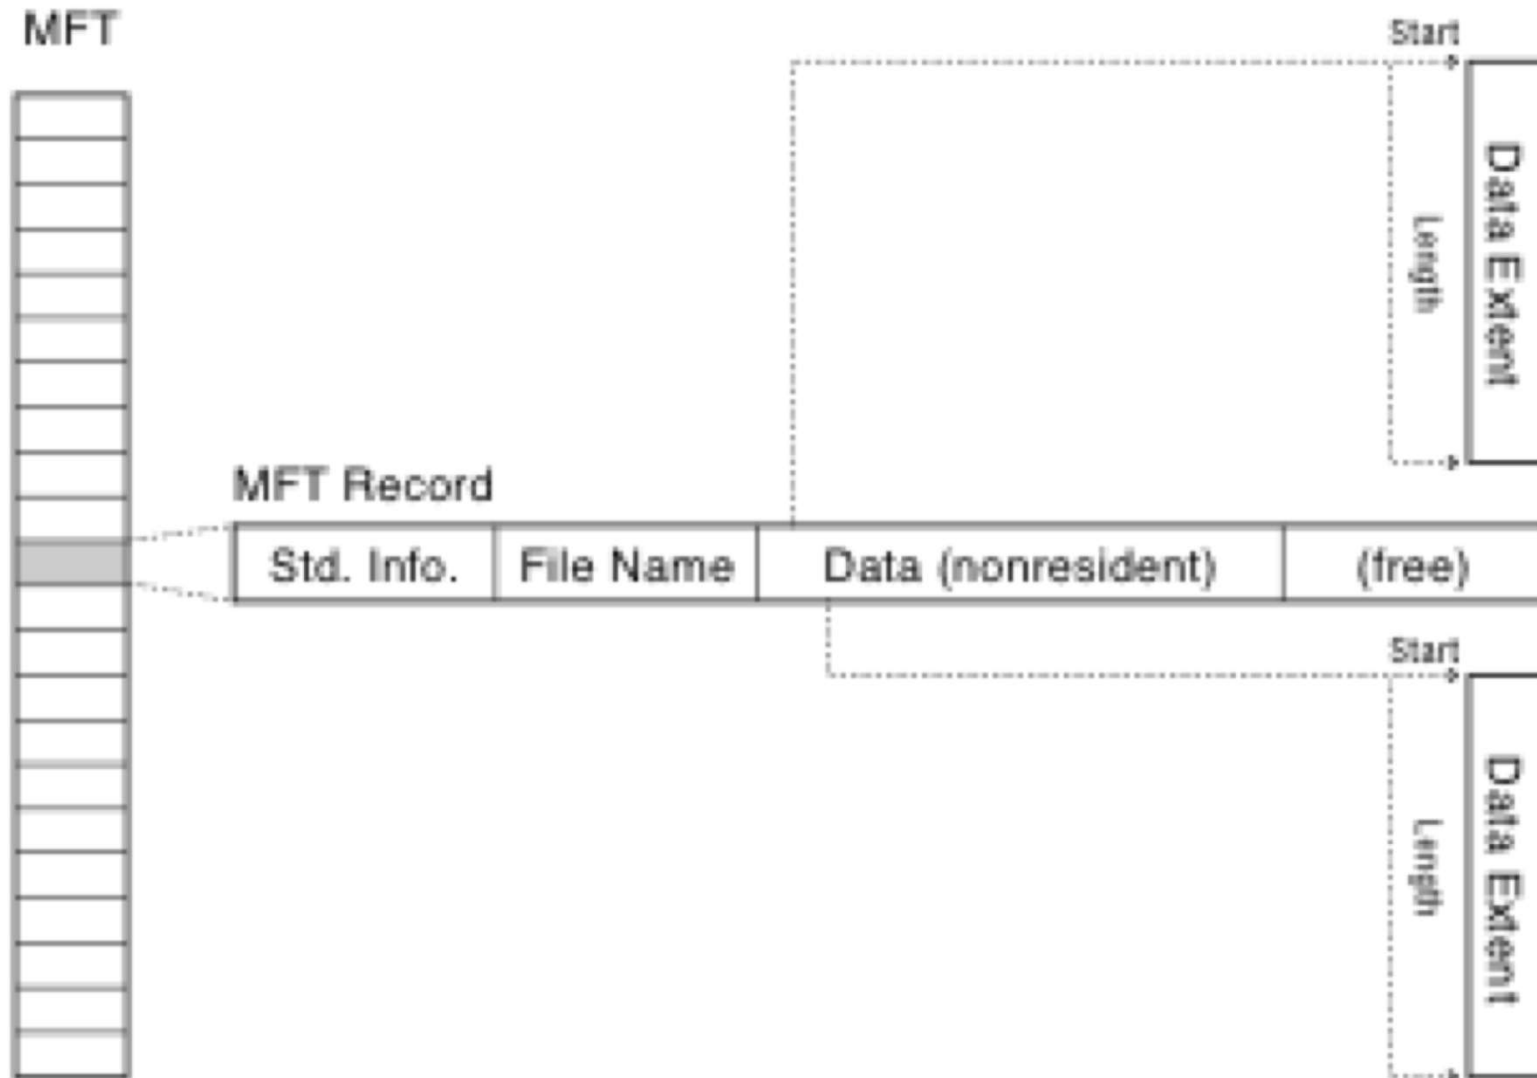 MFT
Start
Length
Data Extent
MFT Record
Std. Info.
File Name
Data (nonresident)
(free)
Start
Length
Data Extent